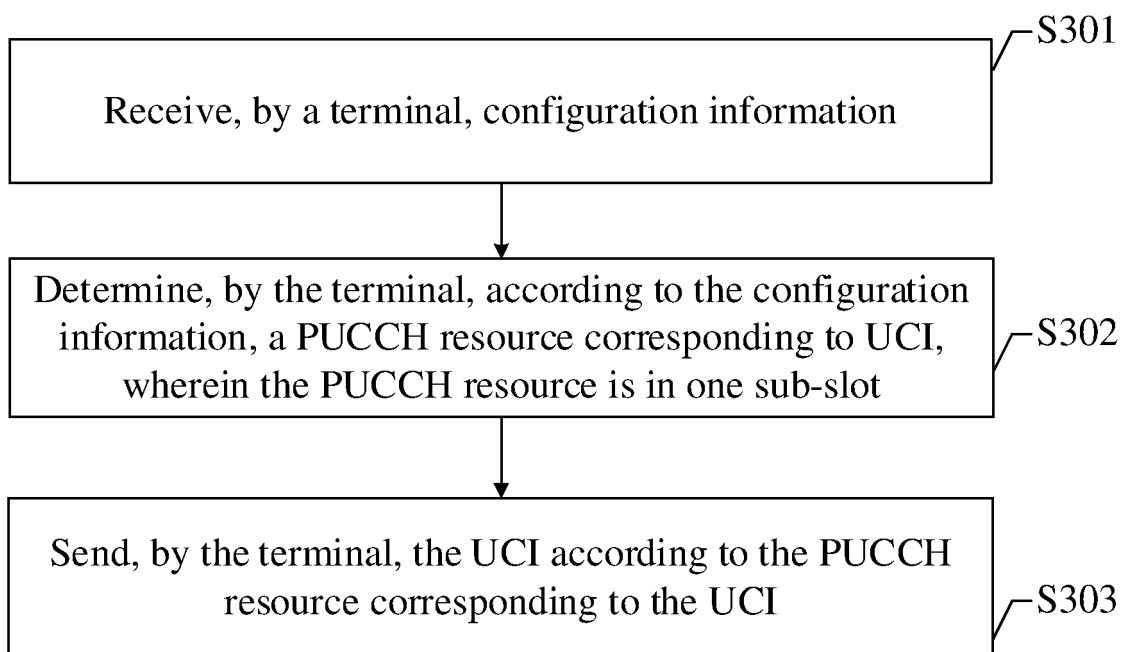 S301
Receive, by a terminal, configuration information
Determine, by the terminal, according to the configuration
information, a PUCCH resource corresponding to UCI,
wherein the PUCCH resource is in one sub-slot
S302
Send, by the terminal, the UCI according to the PUCCH
resource corresponding to the UCI
S303